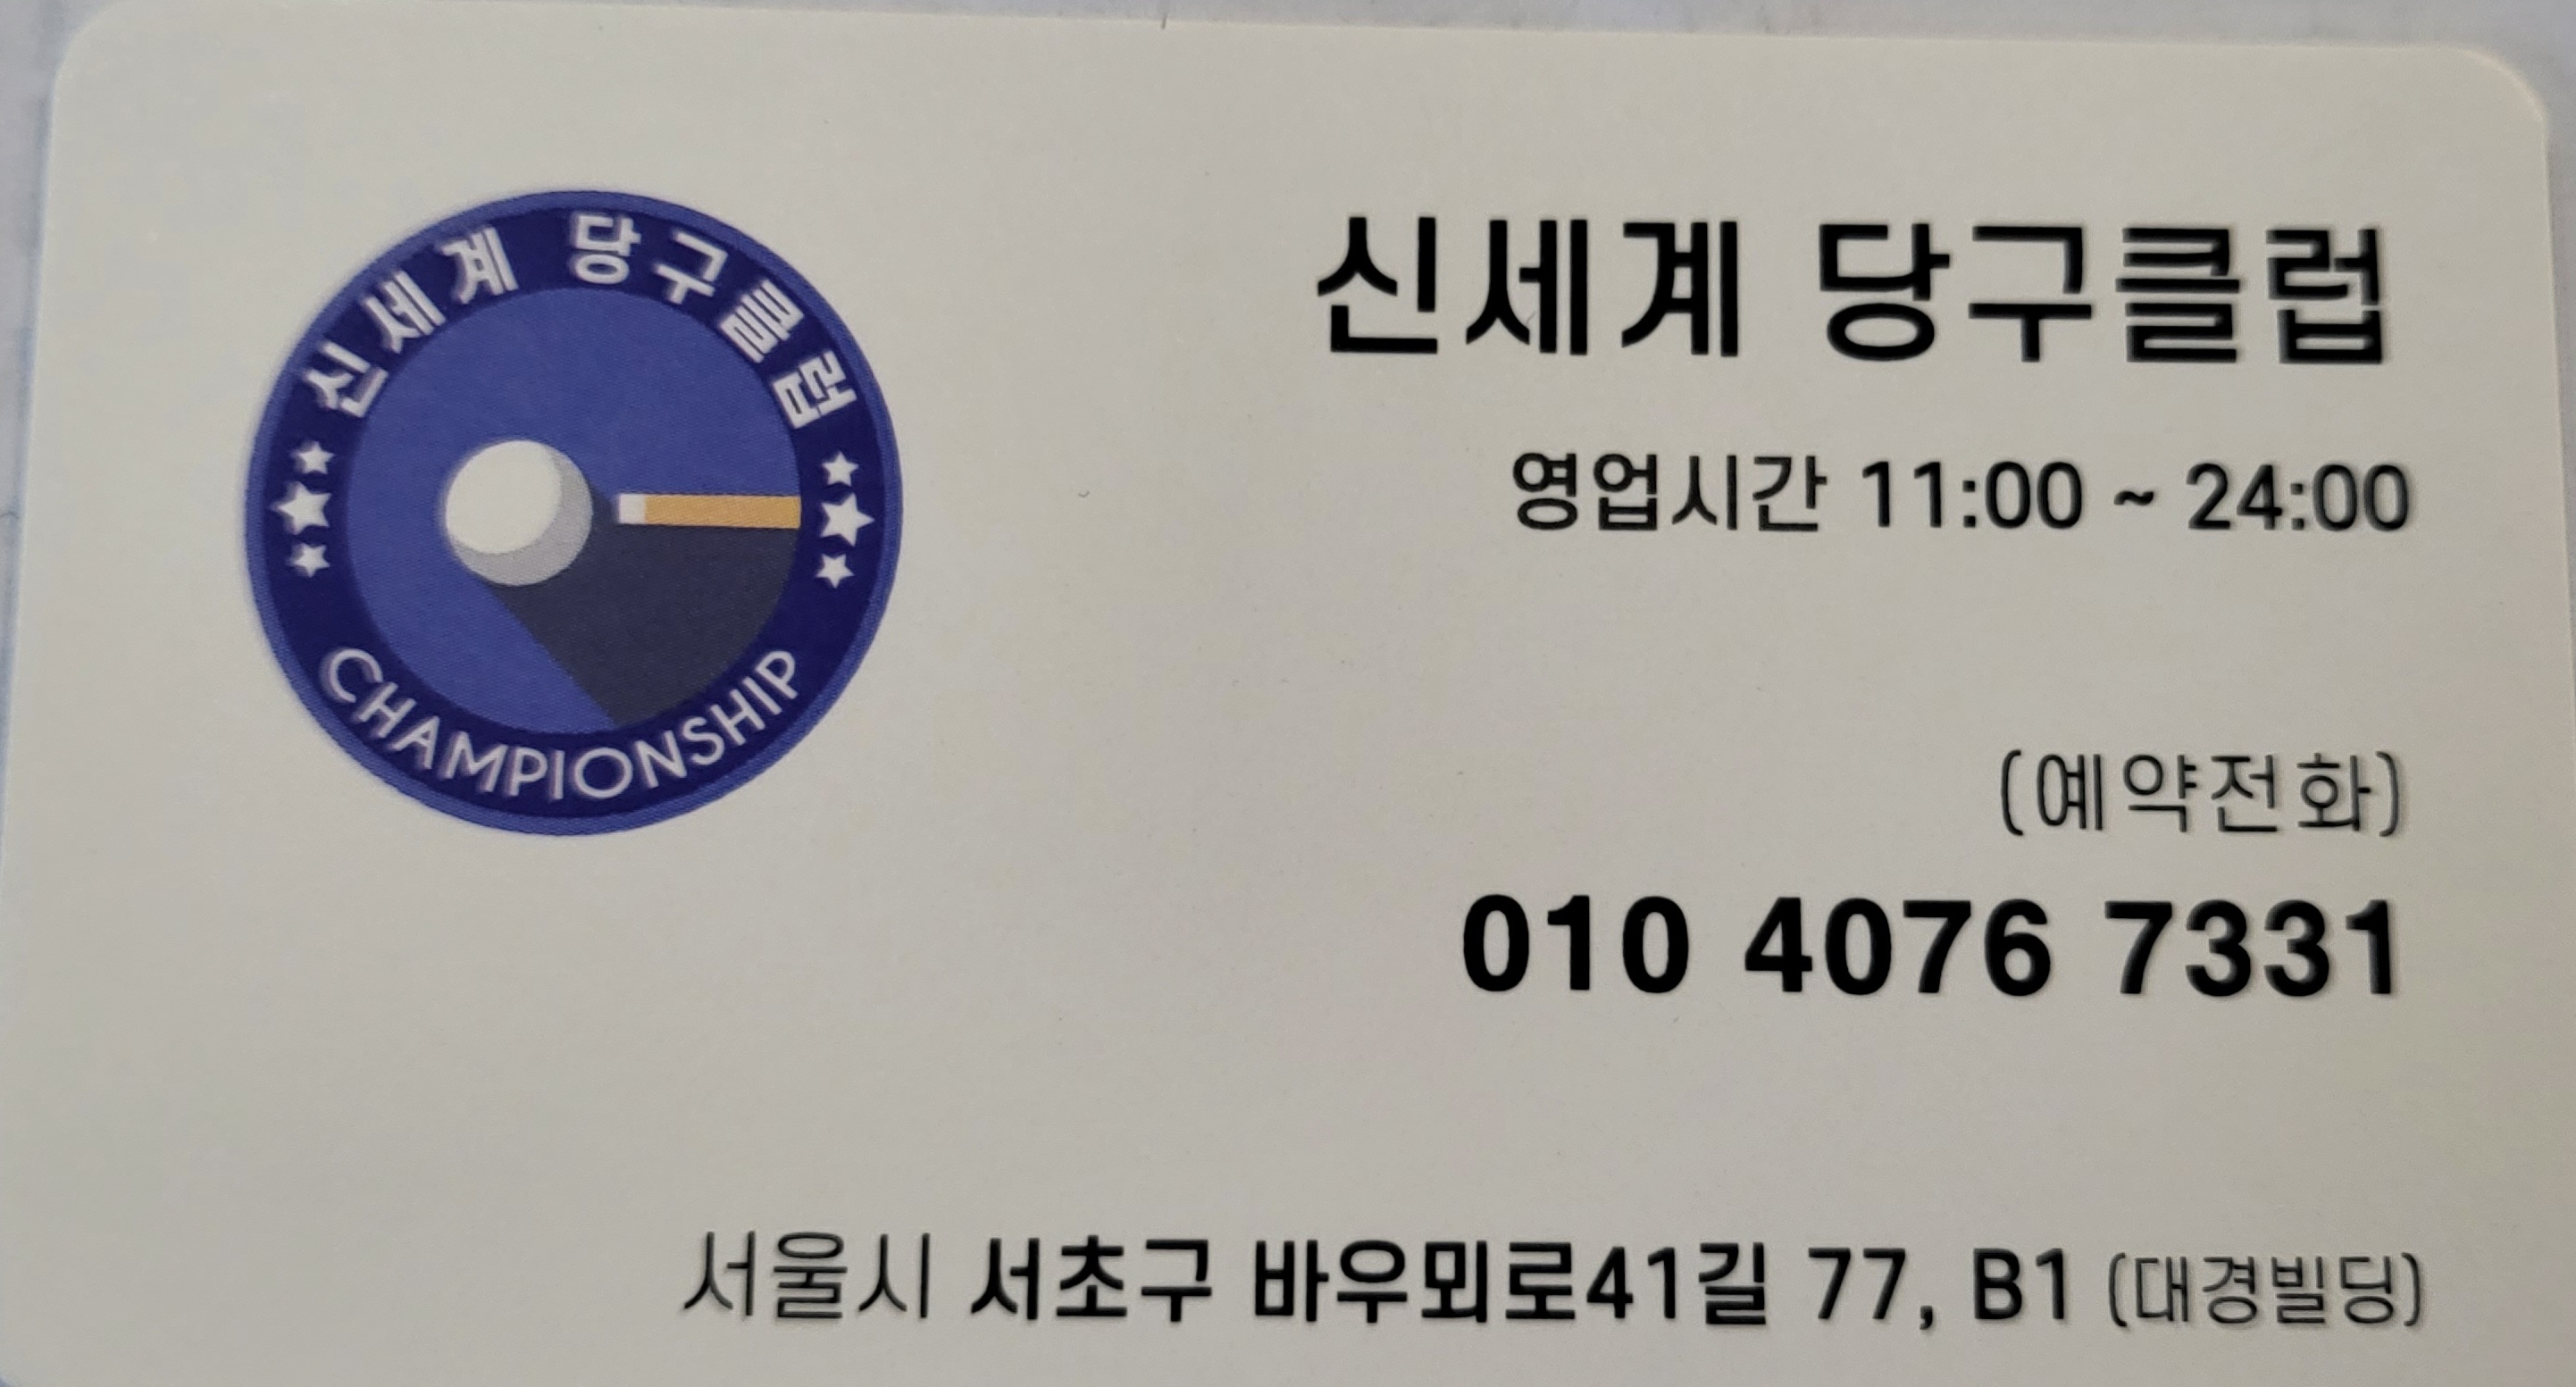 신세계 당구클럽
CHAMPIONSHIP
신세계 당구클럽
영업시간 11:00 ~ 24:00
(예약전화)
010 4076 7331
서울시 서초구 바우뫼로41길 77, B1 (대경빌딩)